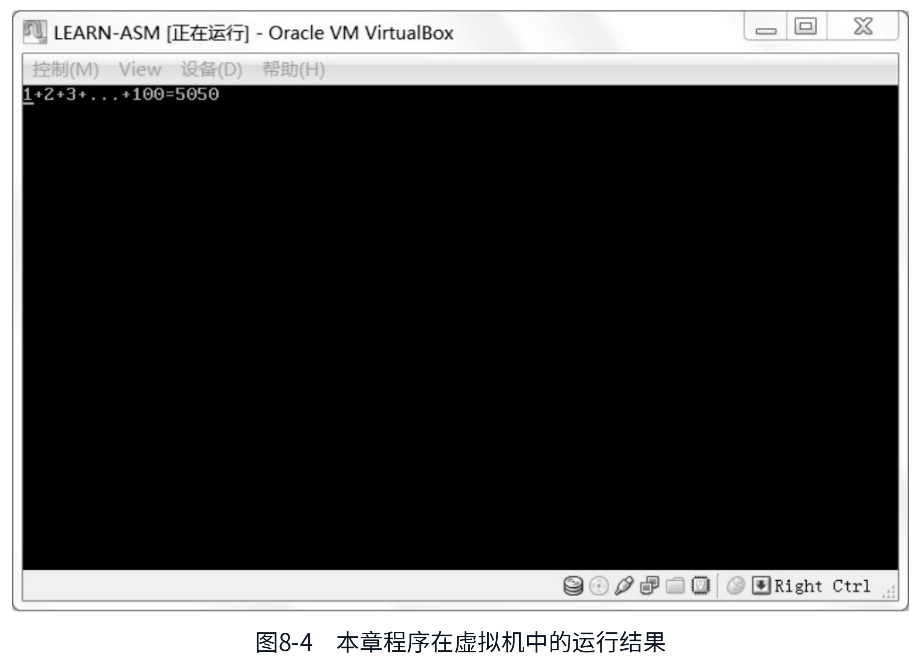 LEARN-ASM [正在运行] - Oracle VM VirtualBox
控制(M) View 设备(D) 帮助(H)
1+2+3+...+100=5050
Right Ctrl
图8-4 本章程序在虚拟机中的运行结果